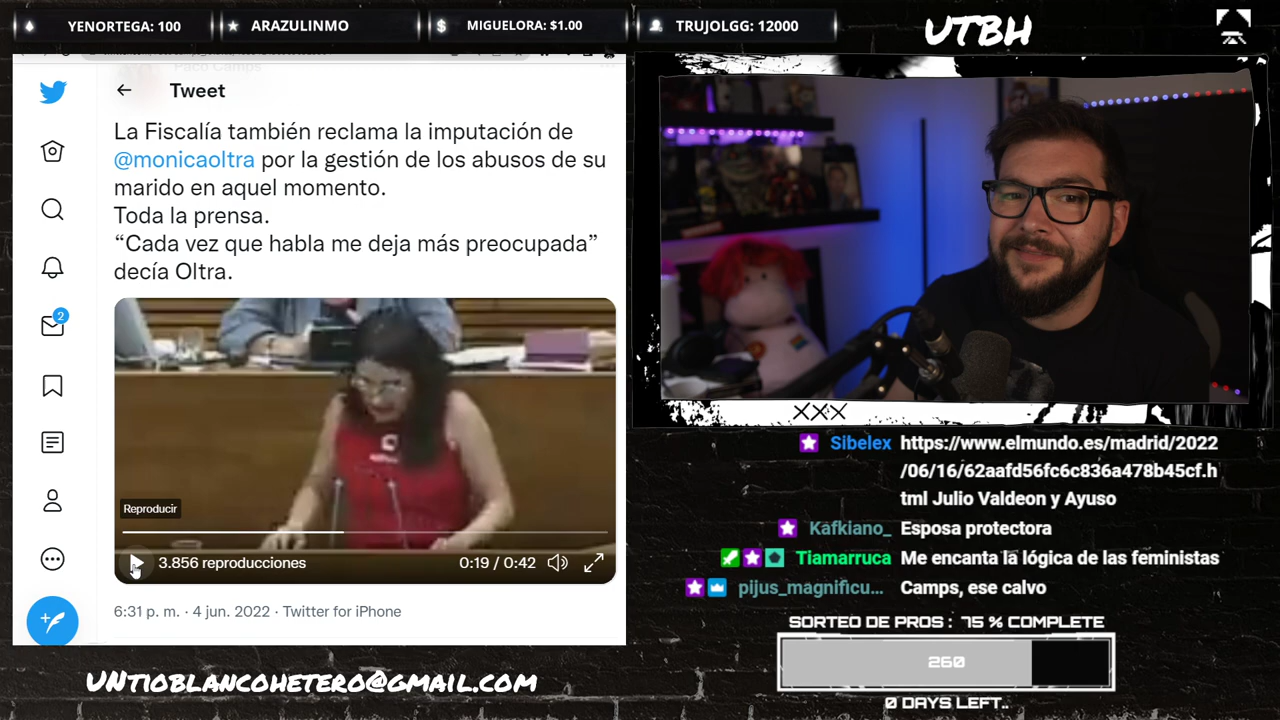 YENORTEGA: 100
ARAZULINMO
MIGUELORA: $1.00
TRUJOLGG: 12000
UTBH
Paco Camps
Tweet
La Fiscalía también reclama la imputación de
@monicaoltra por la gestión de los abusos de su
marido en aquel momento.
Toda la prensa.
“Cada vez que habla me deja más preocupada”
decía Oltra.
2
Reproducir
3.856 reproducciones
0:19 / 0:42
6:31 p. m. · 4 jun. 2022 · Twitter for iPhone
UNTIOBLANCOHETERO@GMAIL.COM
XXX
Sibelex https://www.elmundo.es/madrid/2022
/06/16/62aafd56fc6c836a478b45cf.h
tml Julio Valdeon y Ayuso
Kafkiano_ Esposa protectora
Tiamarruca Me encanta la lógica de las feministas
pijus_magnificu... Camps, ese calvo
SORTEO DE PROS : 75 % COMPLETE
260
0 DAYS LEFT..